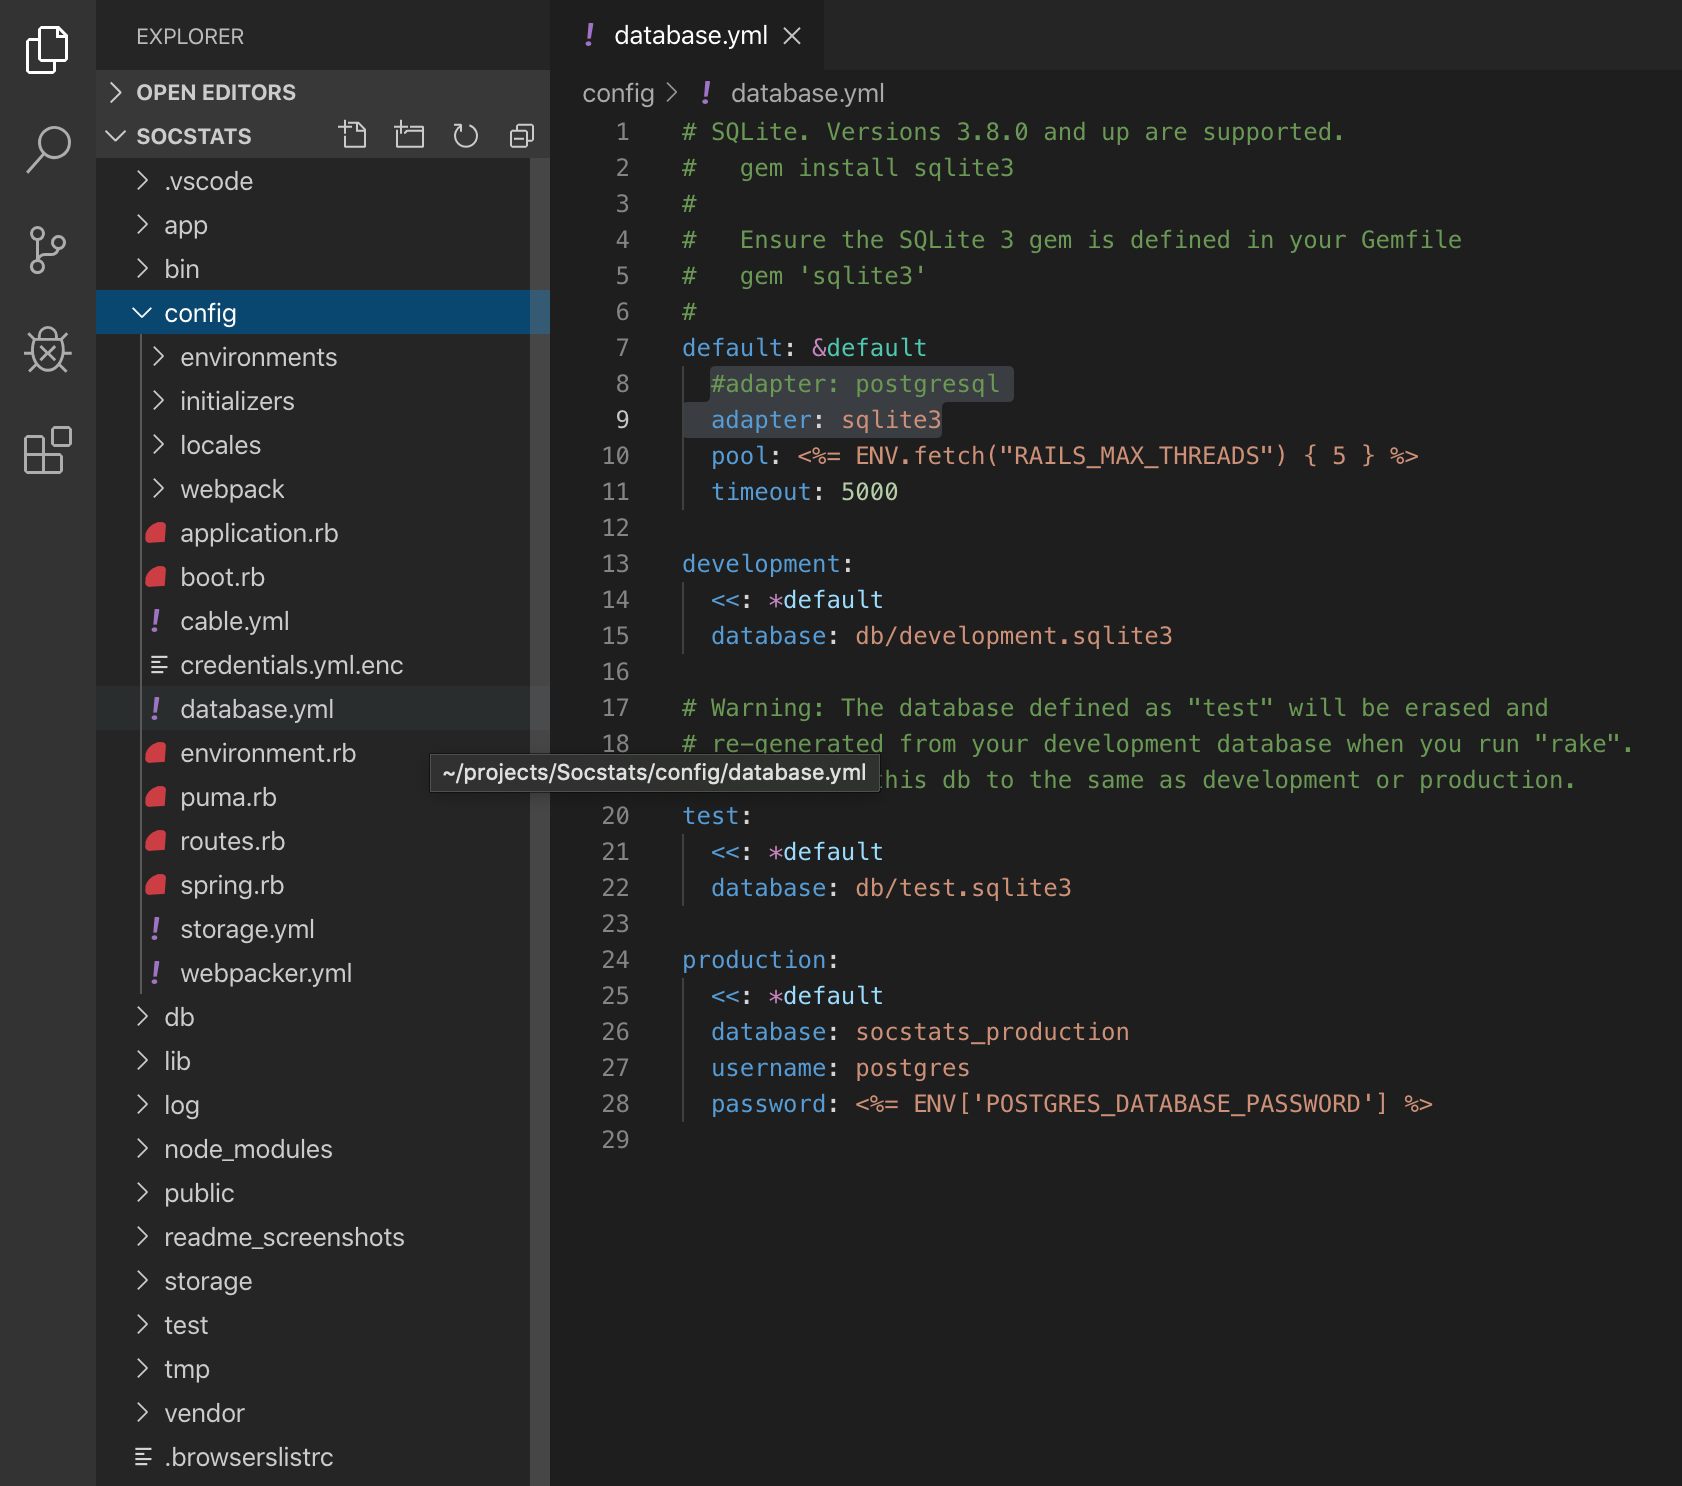 EXPLORER
OPEN EDITORS
SOCSTATS
.vscode
app
bin
config
environments
initializers
locales
webpack
application.rb
boot.rb
cable.yml
credentials.yml.enc
database.yml
environment.rb
puma.rb
routes.rb
spring.rb
storage.yml
webpacker.yml
db
lib
log
node_modules
public
readme_screenshots
storage
test
tmp
vendor
.browserslistrc
~/projects/Socstats/config/database.yml
! database.yml
config > ! database.yml
1 # SQLite. Versions 3.8.0 and up are supported.
2 #   gem install sqlite3
3 #
4 #   Ensure the SQLite 3 gem is defined in your Gemfile
5 #   gem 'sqlite3'
6 #
7 default: &default
8   #adapter: postgresql
9   adapter: sqlite3
10   pool: <%= ENV.fetch("RAILS_MAX_THREADS") { 5 } %>
11   timeout: 5000
12
13 development:
14   <<: *default
15   database: db/development.sqlite3
16
17 # Warning: The database defined as "test" will be erased and
18 # re-generated from your development database when you run "rake".
this db to the same as development or production.
20 test:
21   <<: *default
22   database: db/test.sqlite3
23
24 production:
25   <<: *default
26   database: socstats_production
27   username: postgres
28   password: <%= ENV['POSTGRES_DATABASE_PASSWORD'] %>
29